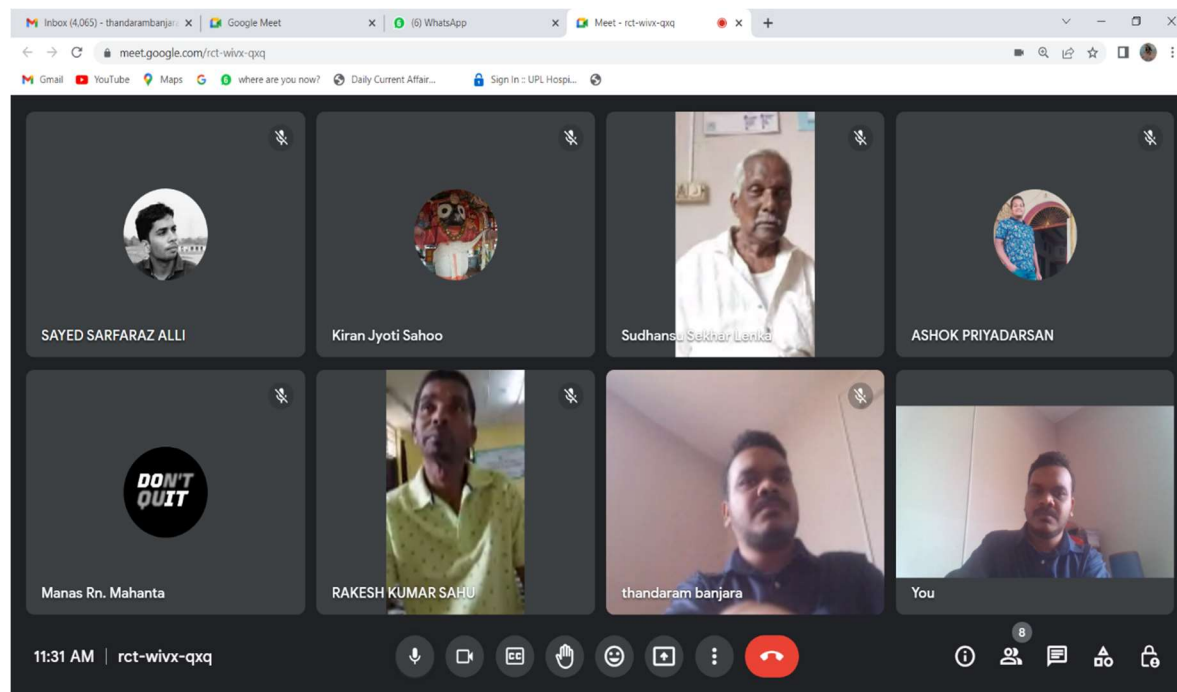 Inbox (4,065) - thandarambanjar
Google Meet
(6) WhatsApp
Meet - rct-wivx-qxq
meet.google.com/rct-wivx-qxq
Gmail
YouTube
Maps
where are you now?
Daily Current Affair...
Sign In :: UPL Hospi...
SAYED SARFARAZ ALLI
Kiran Jyoti Sahoo
Sudhansu Sekhar Lenka
ASHOK PRIYADARSAN
DON'T
QUIT
Manas Rn. Mahanta
RAKESH KUMAR SAHU
thandaram banjara
You
11:31 AM | rct-wivx-qxq
CC
8